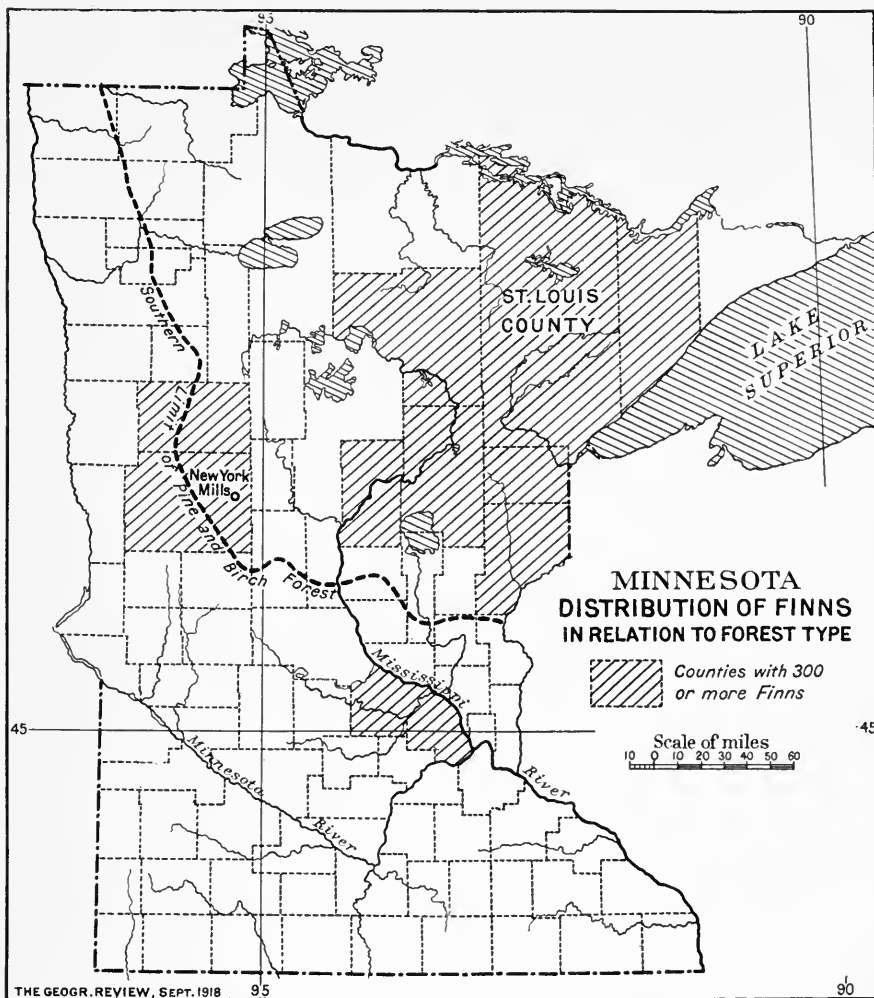 95
90
ST. LOUIS
COUNTY
LAKE
SUPERIOR
Southern Limit of Pine and Birch Forest
New York
Mills
MINNESOTA
DISTRIBUTION OF FINNS
IN RELATION TO FOREST TYPE
Counties with 300
or more Finns
Mississippi River
45
45
Scale of miles
10 0 10 20 30 40 50 60
Minnesota River
THE GEOGR. REVIEW, SEPT. 1918
95
90